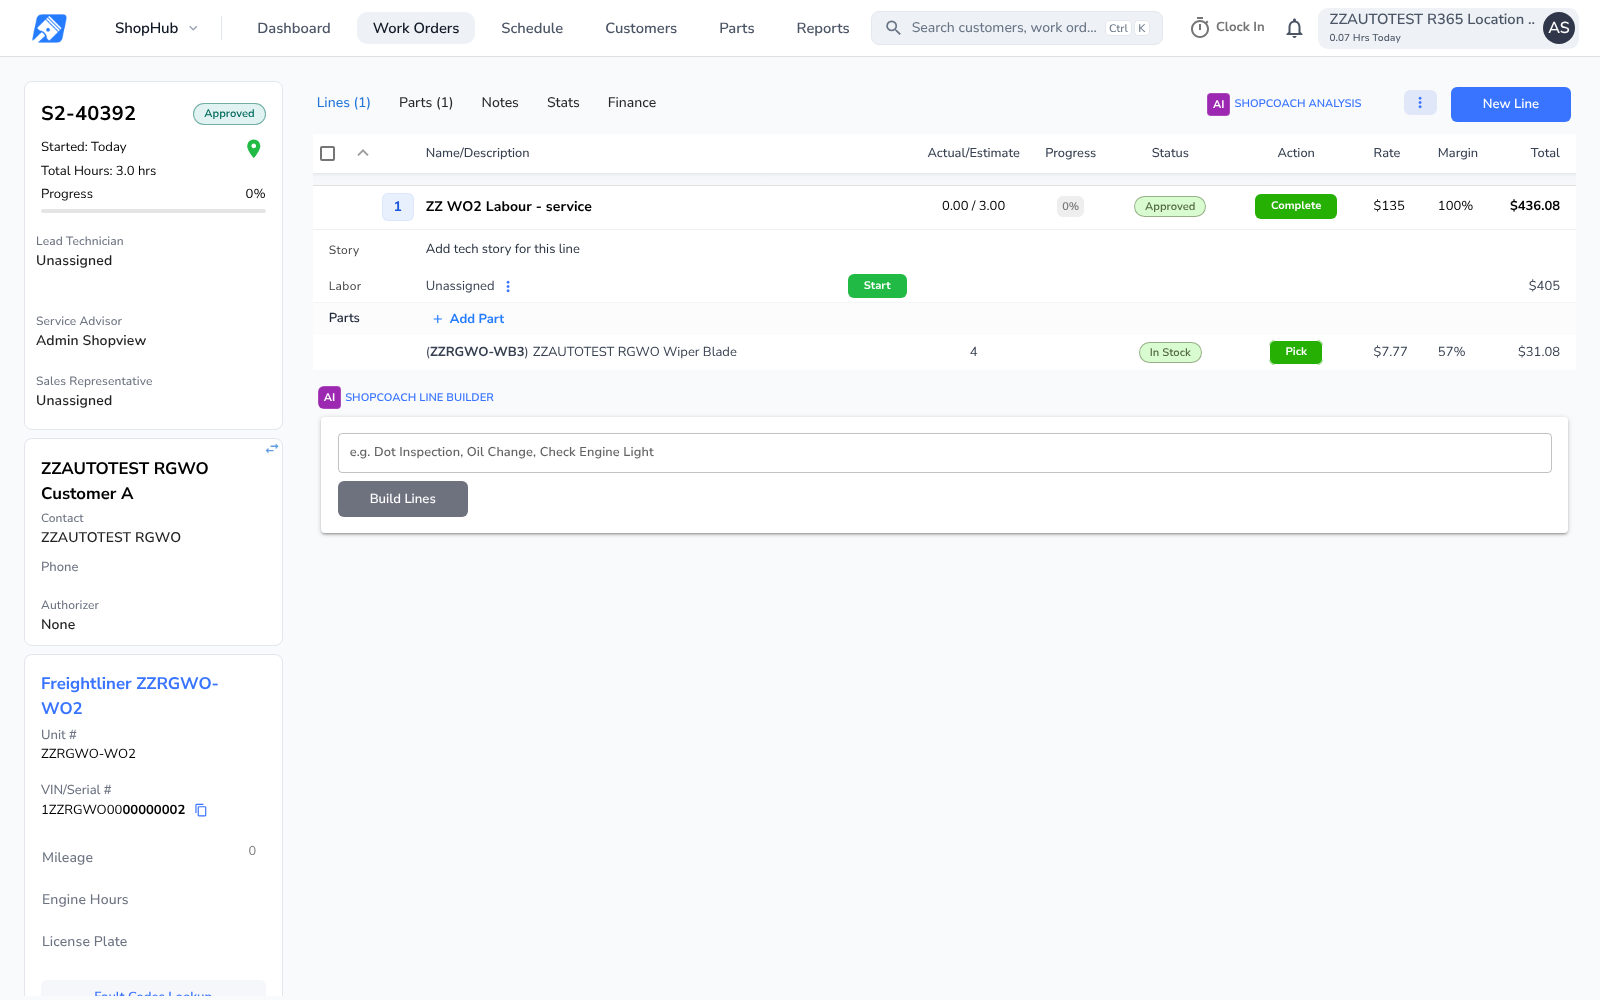 ShopHub
Dashboard
Work Orders
Schedule
Customers
Parts
Reports
Search customers, work ord... Ctrl K
Clock In
ZZAUTOTEST R365 Location ..
0.07 Hrs Today
AS
S2-40392
Approved
Started: Today
Total Hours: 3.0 hrs
Progress 0%
Lead Technician
Unassigned
Service Advisor
Admin Shopview
Sales Representative
Unassigned
ZZAUTOTEST RGWO
Customer A
Contact
ZZAUTOTEST RGWO
Phone
Authorizer
None
Freightliner ZZRGWO-
WO2
Unit #
ZZRGWO-WO2
VIN/Serial #
1ZZRGWO0000000002
Mileage 0
Engine Hours
License Plate
Fault Codes Lookup
Lines (1) Parts (1) Notes Stats Finance
AI SHOPCOACH ANALYSIS
New Line
Name/Description Actual/Estimate Progress Status Action Rate Margin Total
1 ZZ WO2 Labour - service 0.00 / 3.00 0% Approved Complete $135 100% $436.08
Story Add tech story for this line
Labor Unassigned Start $405
Parts + Add Part
(ZZRGWO-WB3) ZZAUTOTEST RGWO Wiper Blade 4 In Stock Pick $7.77 57% $31.08
AI SHOPCOACH LINE BUILDER
e.g. Dot Inspection, Oil Change, Check Engine Light
Build Lines